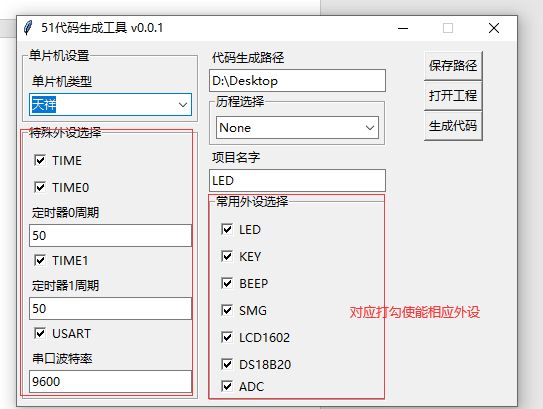 51代码生成工具 v0.0.1
单片机设置
单片机类型
天祥
特殊外设选择
TIME
TIME0
定时器0周期
50
TIME1
定时器1周期
50
USART
串口波特率
9600
代码生成路径
D:\Desktop
历程选择
None
项目名字
LED
常用外设选择
LED
KEY
BEEP
SMG
LCD1602
DS18B20
ADC
保存路径
打开工程
生成代码
对应打勾使能相应外设